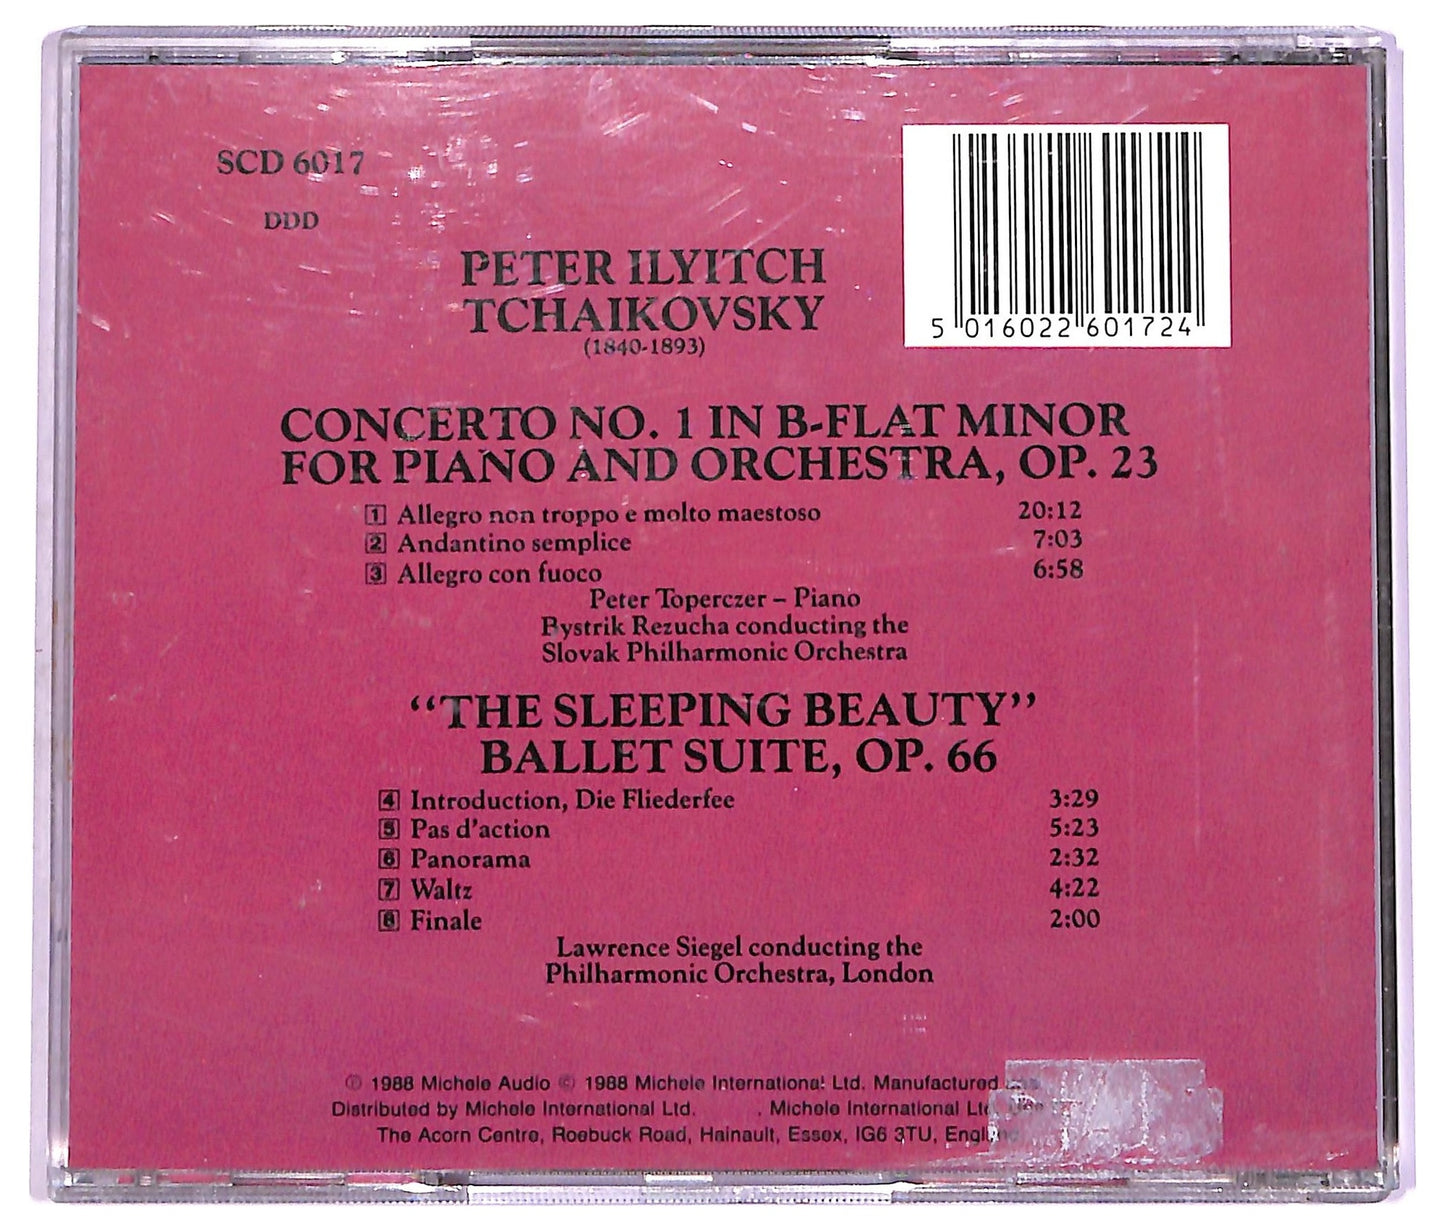 SCD 6017
DDD
5 016022 601724
PETER ILYITCH
TCHAIKOVSKY
(1840-1893)
CONCERTO NO. 1 IN B-FLAT MINOR
FOR PIANO AND ORCHESTRA, OP. 23
1 Allegro non troppo e molto maestoso 20:12
2 Andantino semplice 7:03
3 Allegro con fuoco 6:58
Peter Toperczer – Piano
Bystrik Rezucha conducting the
Slovak Philharmonic Orchestra
“THE SLEEPING BEAUTY”
BALLET SUITE, OP. 66
4 Introduction, Die Fliederfee 3:29
5 Pas d’action 5:23
6 Panorama 2:32
7 Waltz 4:22
8 Finale 2:00
Lawrence Siegel conducting the
Philharmonic Orchestra, London
℗ 1988 Michele Audio © 1988 Michele International Ltd. Manufactured and
Distributed by Michele International Ltd. . Michele International Ltd.
The Acorn Centre, Roebuck Road, Hainault, Essex, IG6 3TU, England